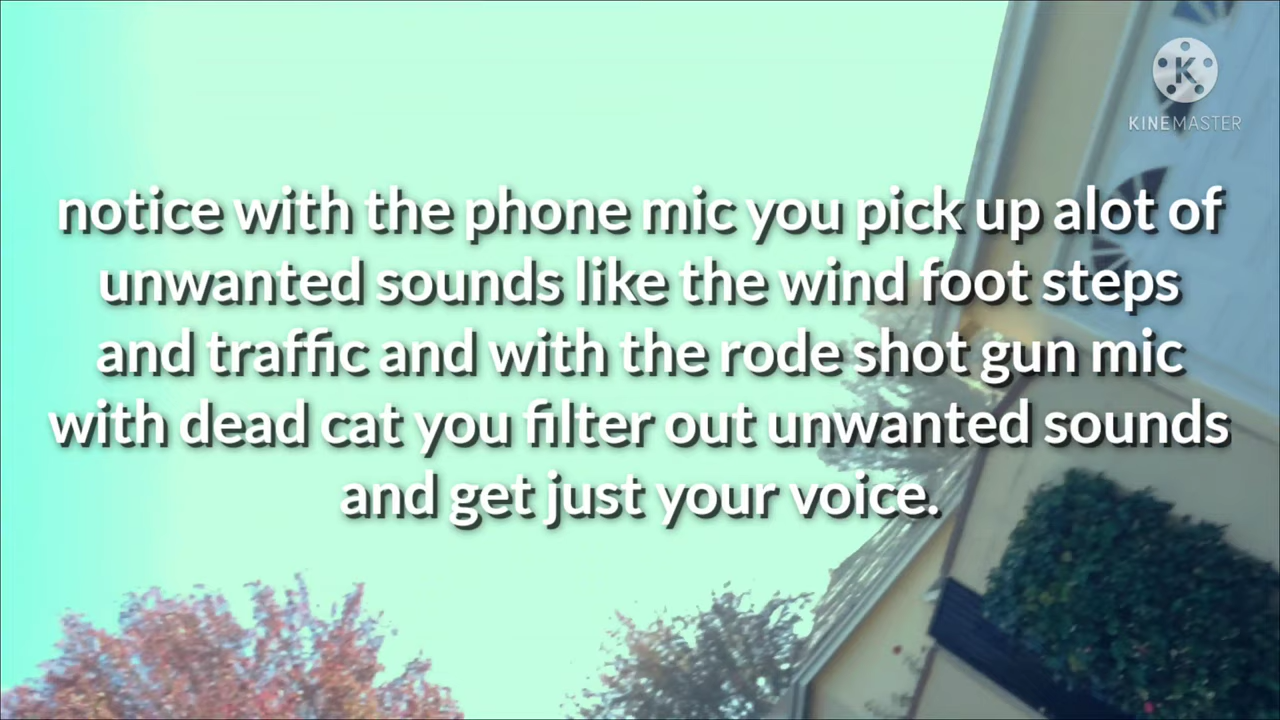 K
KINEMASTER
notice with the phone mic you pick up alot of
unwanted sounds like the wind foot steps
and traffic and with the rode shot gun mic
with dead cat you filter out unwanted sounds
and get just your voice.